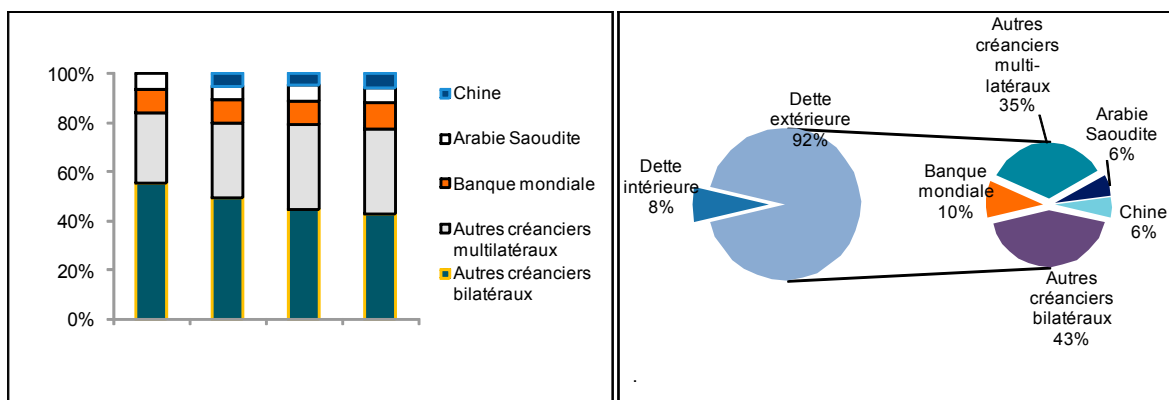 100%
80%
60%
40%
20%
0%
Chine
Arabie Saoudite
Banque mondiale
Autres créanciers
multilatéraux
Autres créanciers
bilatéraux
Dette
extérieure
92%
Dette
intérieure
8%
Autres
créanciers
multi-
latéraux
35%
Arabie
Saoudite
6%
Banque
mondiale
10%
Chine
6%
Autres
créanciers
bilatéraux
43%
.